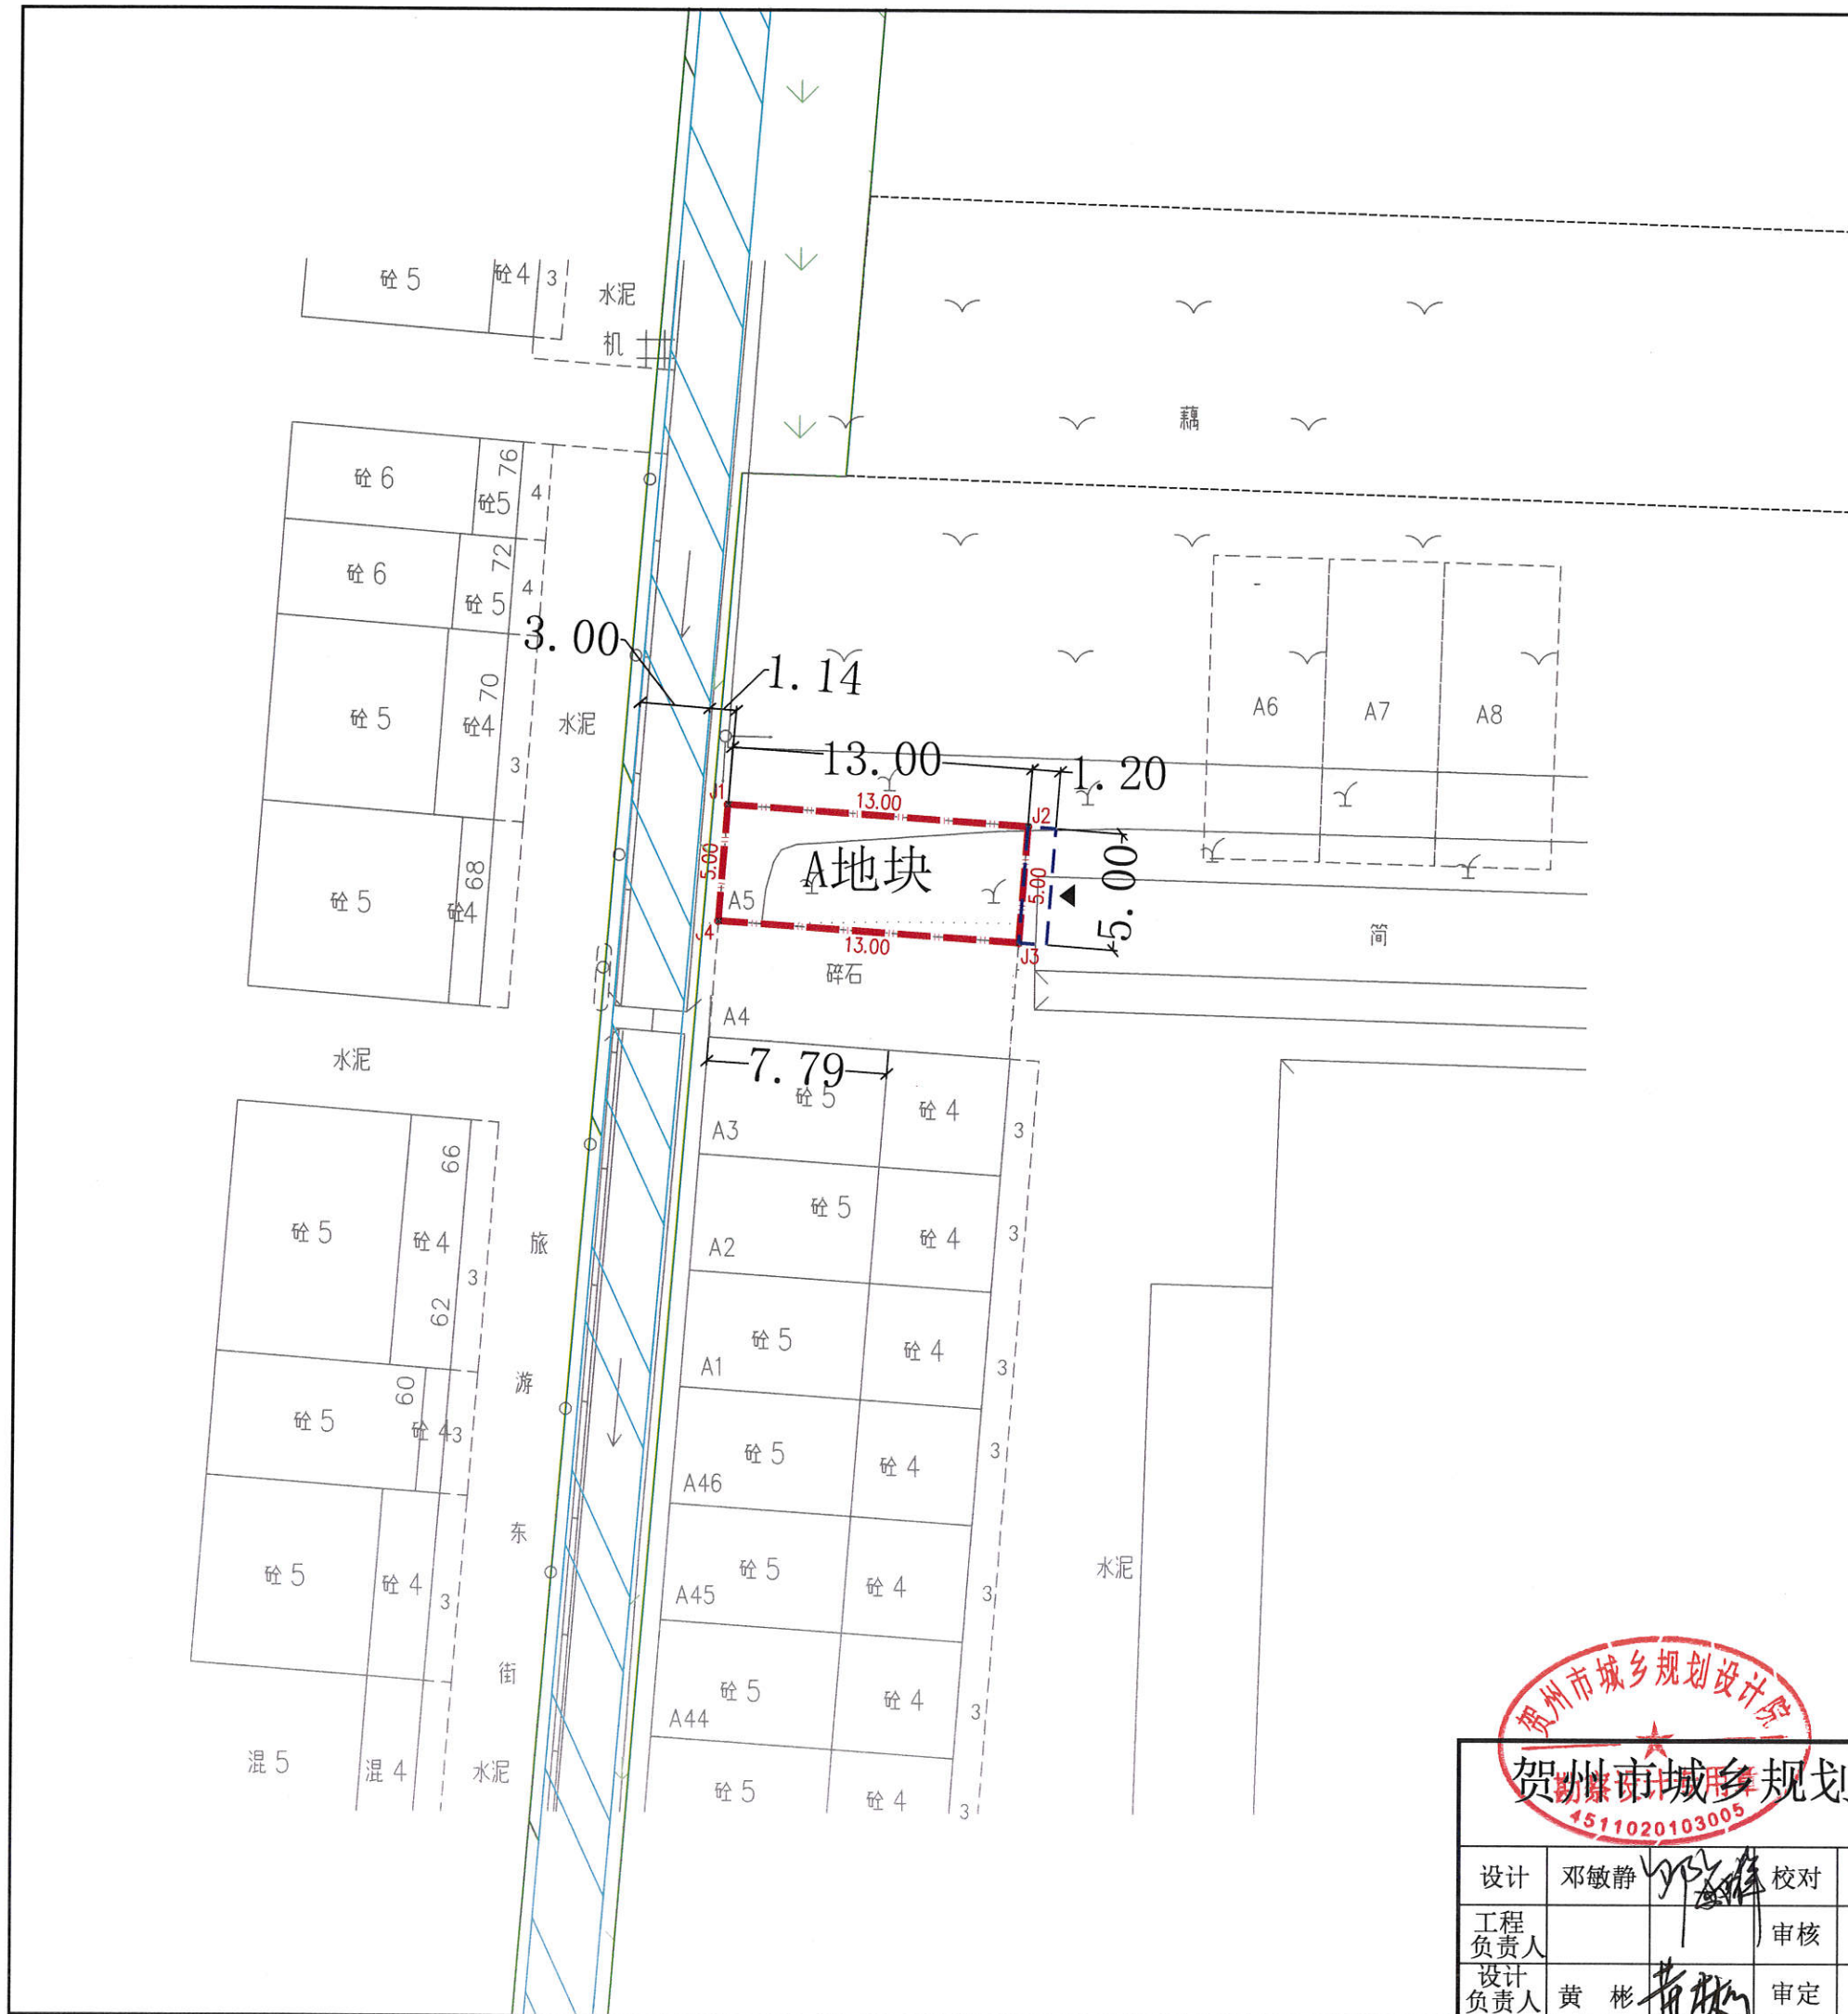 砼 5
砼4
3
水泥
机
藕
砼 6
76
砼5
4
砼 6
72
砼 5
4
3.00
1.14
砼 5
70
砼4
3
水泥
A6
A7
A8
13.00
1.20
J1
13.00
J2
5.00
A地块
5.00
5.00
A5
J4
13.00
J3
砼 5
68
砼4
简
碎石
A4
水泥
7.79
砼 5
砼 4
A3
3
砼 5
66
砼 4
62
3
旅
游
东
街
砼 5
砼 4
A2
3
砼 5
砼 4
A1
3
砼 5
60
砼 4
3
砼 5
砼 4
A46
3
砼 5
砼 4
3
砼 5
砼 4
A45
3
水泥
砼 5
砼 4
A44
3
混 5
混 4
水泥
砼 5
砼 4
3
贺州市城乡规划设计院
勘察设计专用章
4511020103005
贺州市城乡规划
设计 邓敏静 校对
工程负责人 审核
设计负责人 黄 彬 黄彬 审定